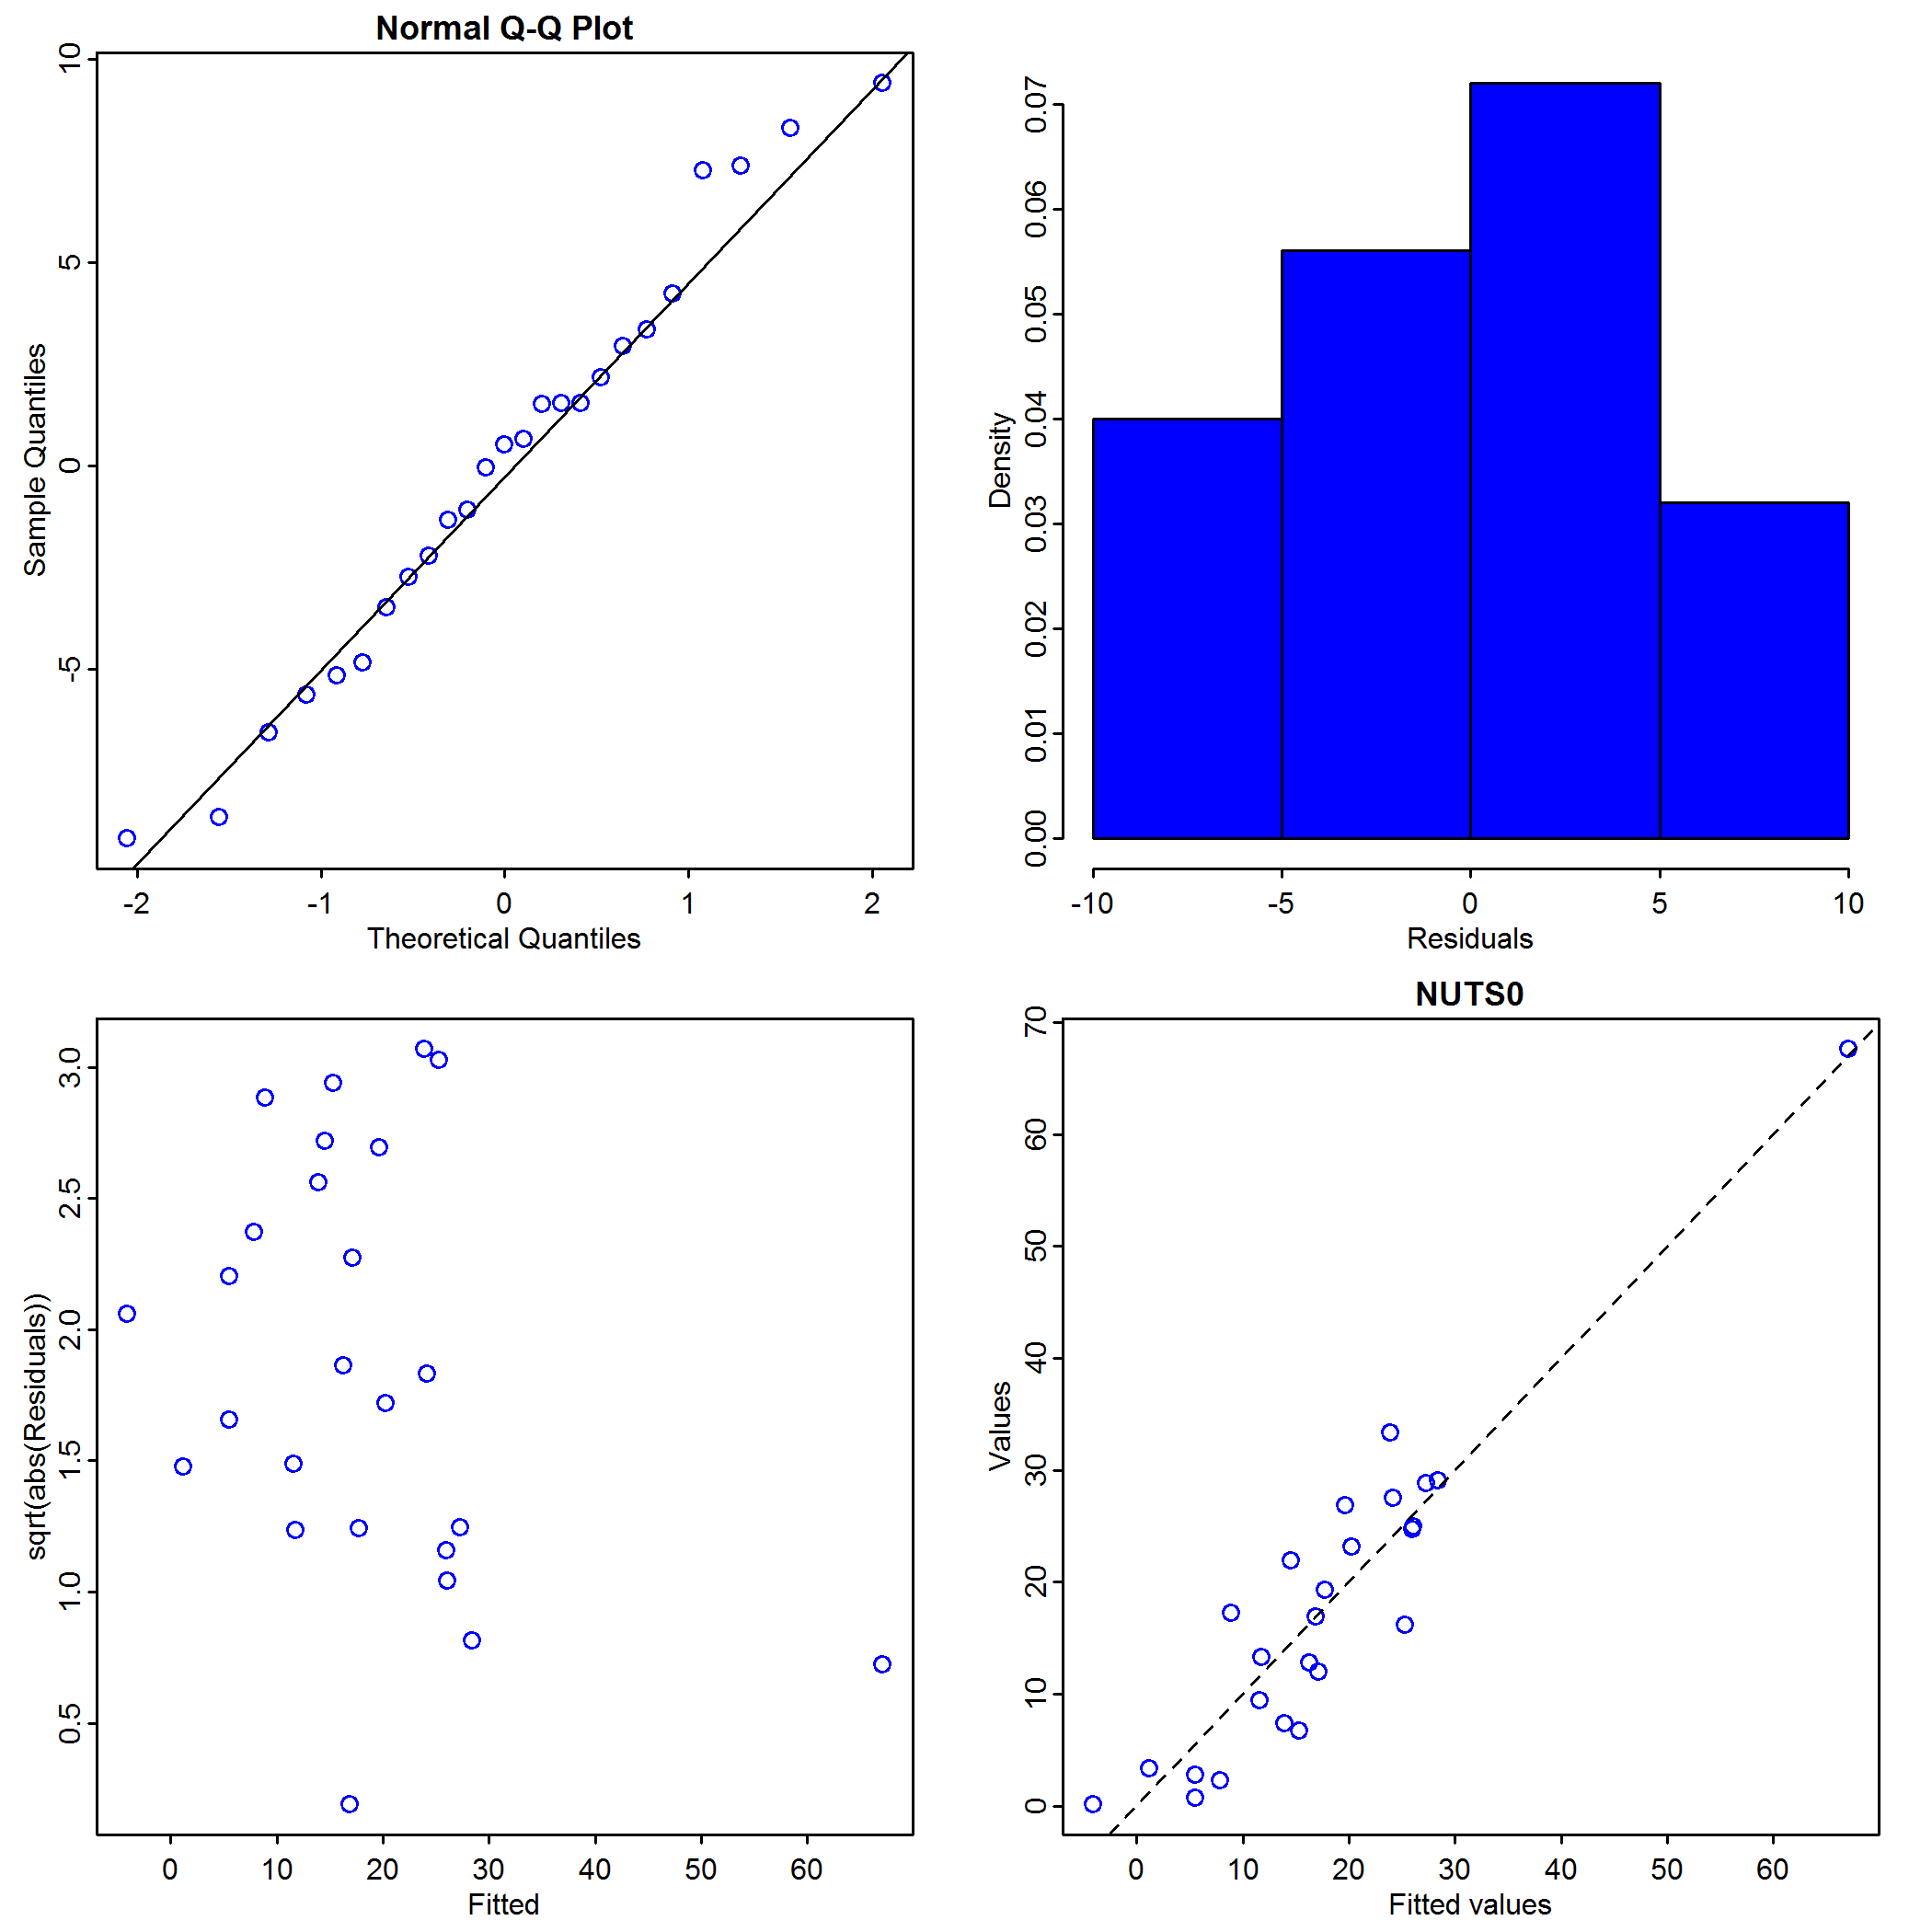 Normal Q-Q Plot
Sample Quantiles
10
5
0
-5
-2 -1 0 1 2
Theoretical Quantiles
Density
0.07
0.06
0.05
0.04
0.03
0.02
0.01
0.00
-10 -5 0 5 10
Residuals
sqrt(abs(Residuals))
3.0
2.5
2.0
1.5
1.0
0.5
0 10 20 30 40 50 60
Fitted
NUTS0
Values
70
60
50
40
30
20
10
0
0 10 20 30 40 50 60
Fitted values